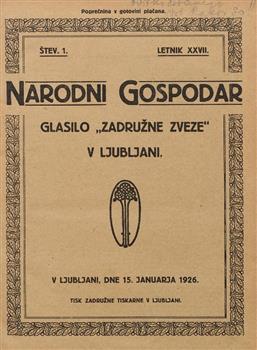 Poprečnina v gotovini plačana.
ŠTEV. 1.
LETNIK XXVII.
NARODNI GOSPODAR
GLASILO „ZADRUŽNE ZVEZE"
V LJUBLJANI.
V LJUBLJANI, DNE 15. JANUARJA 1926.
TISK ZADRUŽNE TISKARNE V LJUBLJANI.